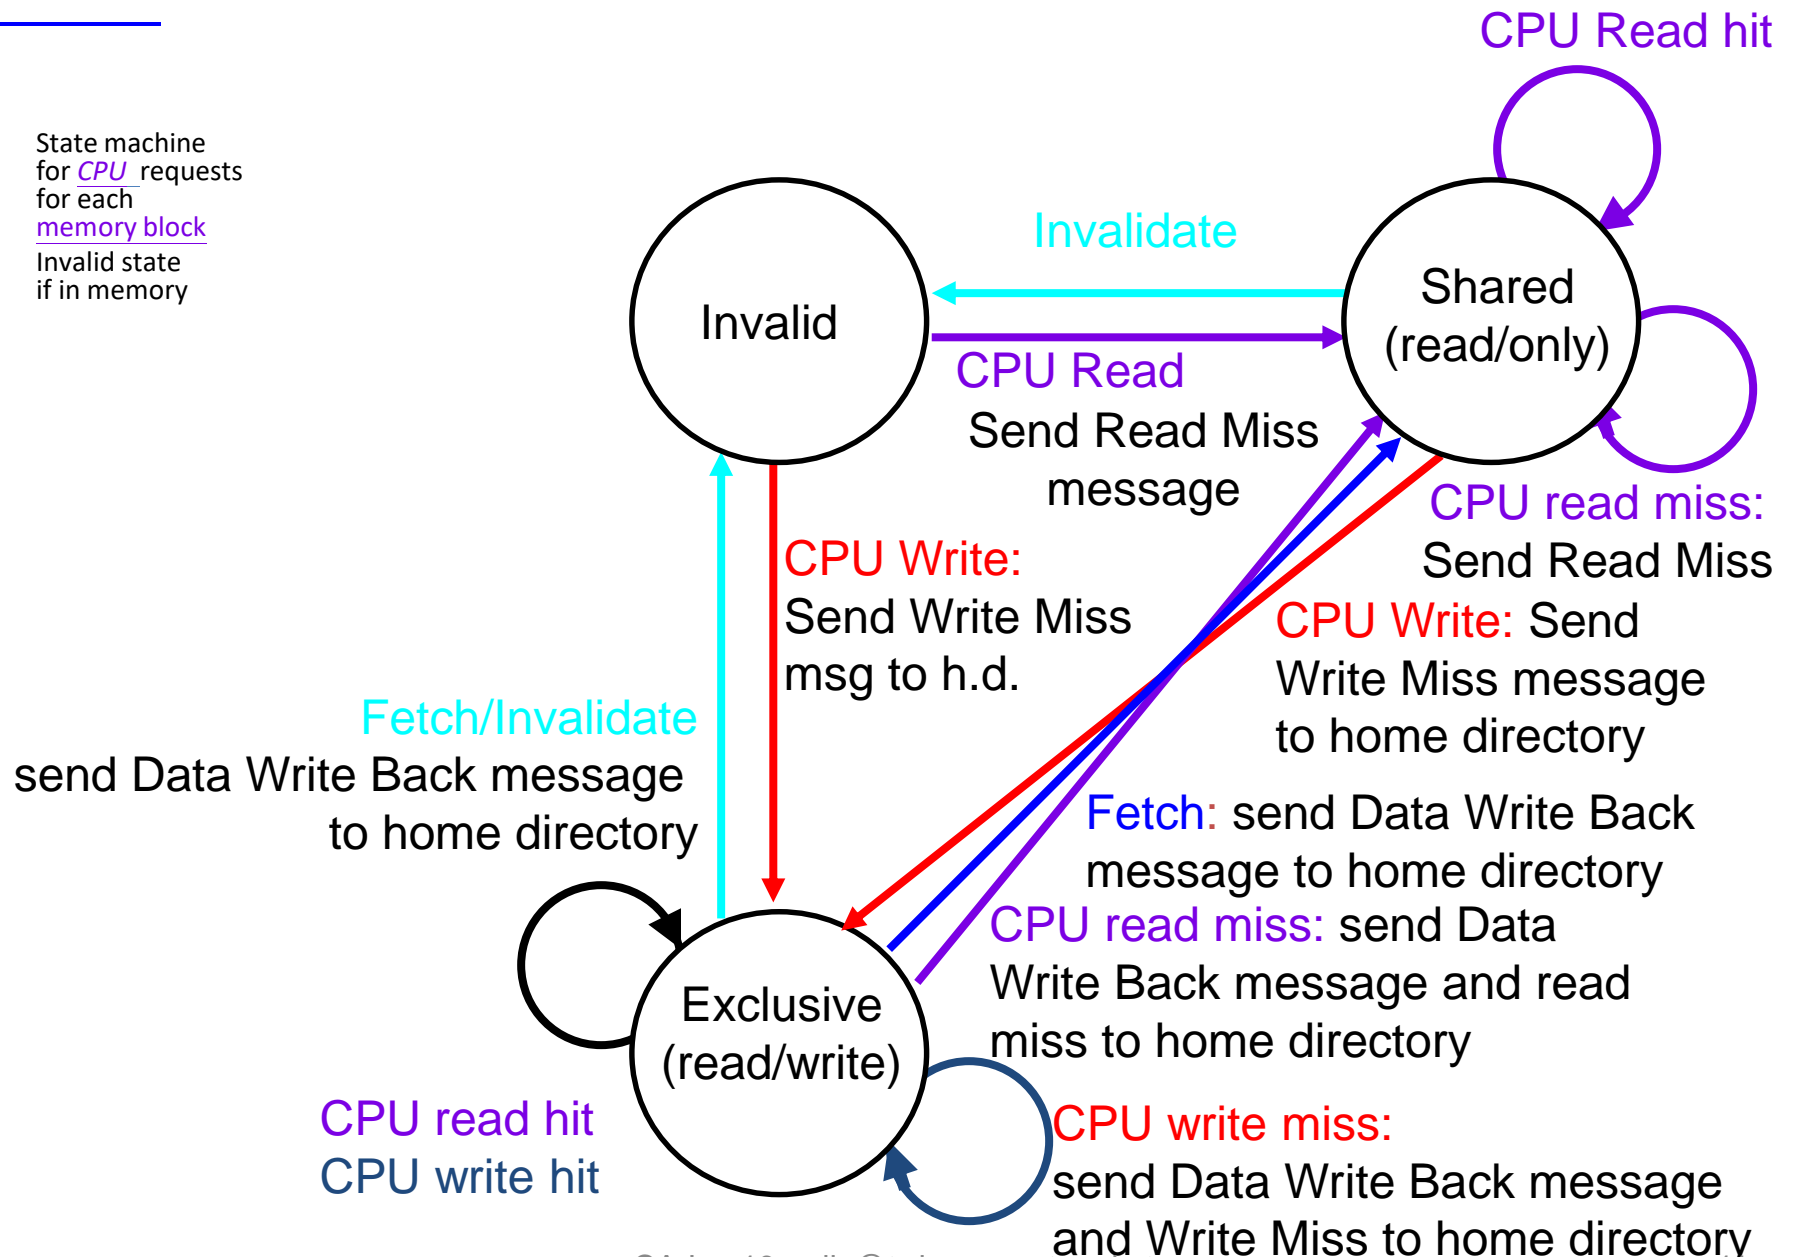 CPU Read hit
State machine
for CPU requests
for each
memory block
Invalid state
if in memory
Invalidate
Invalid
Shared
(read/only)
CPU Read
Send Read Miss
message
CPU read miss:
Send Read Miss
CPU Write:
Send Write Miss
msg to h.d.
CPU Write: Send
Write Miss message
to home directory
Fetch/Invalidate
send Data Write Back message
to home directory
Fetch: send Data Write Back
message to home directory
CPU read miss: send Data
Write Back message and read
miss to home directory
Exclusive
(read/write)
CPU read hit
CPU write hit
CPU write miss:
send Data Write Back message
and Write Miss to home directory